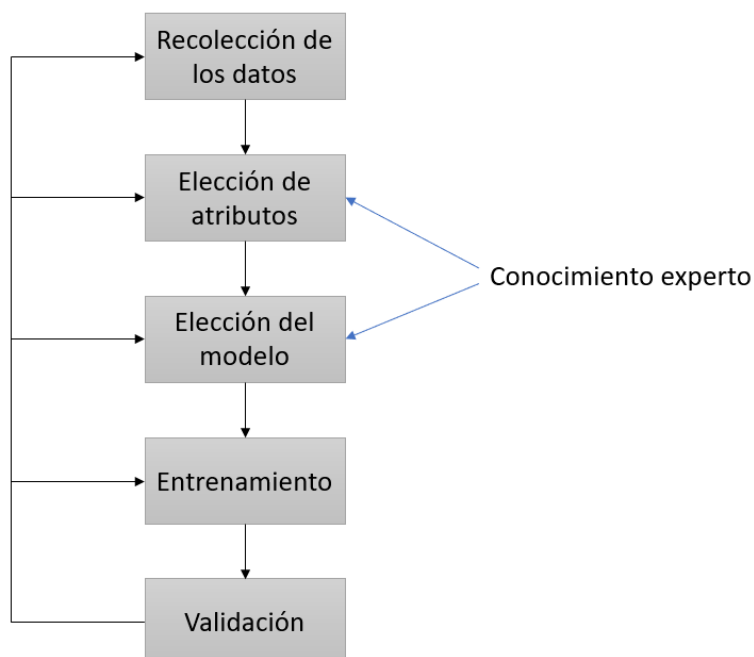 Recolección de
los datos
Elección de
atributos
Conocimiento experto
Elección del
modelo
Entrenamiento
Validación